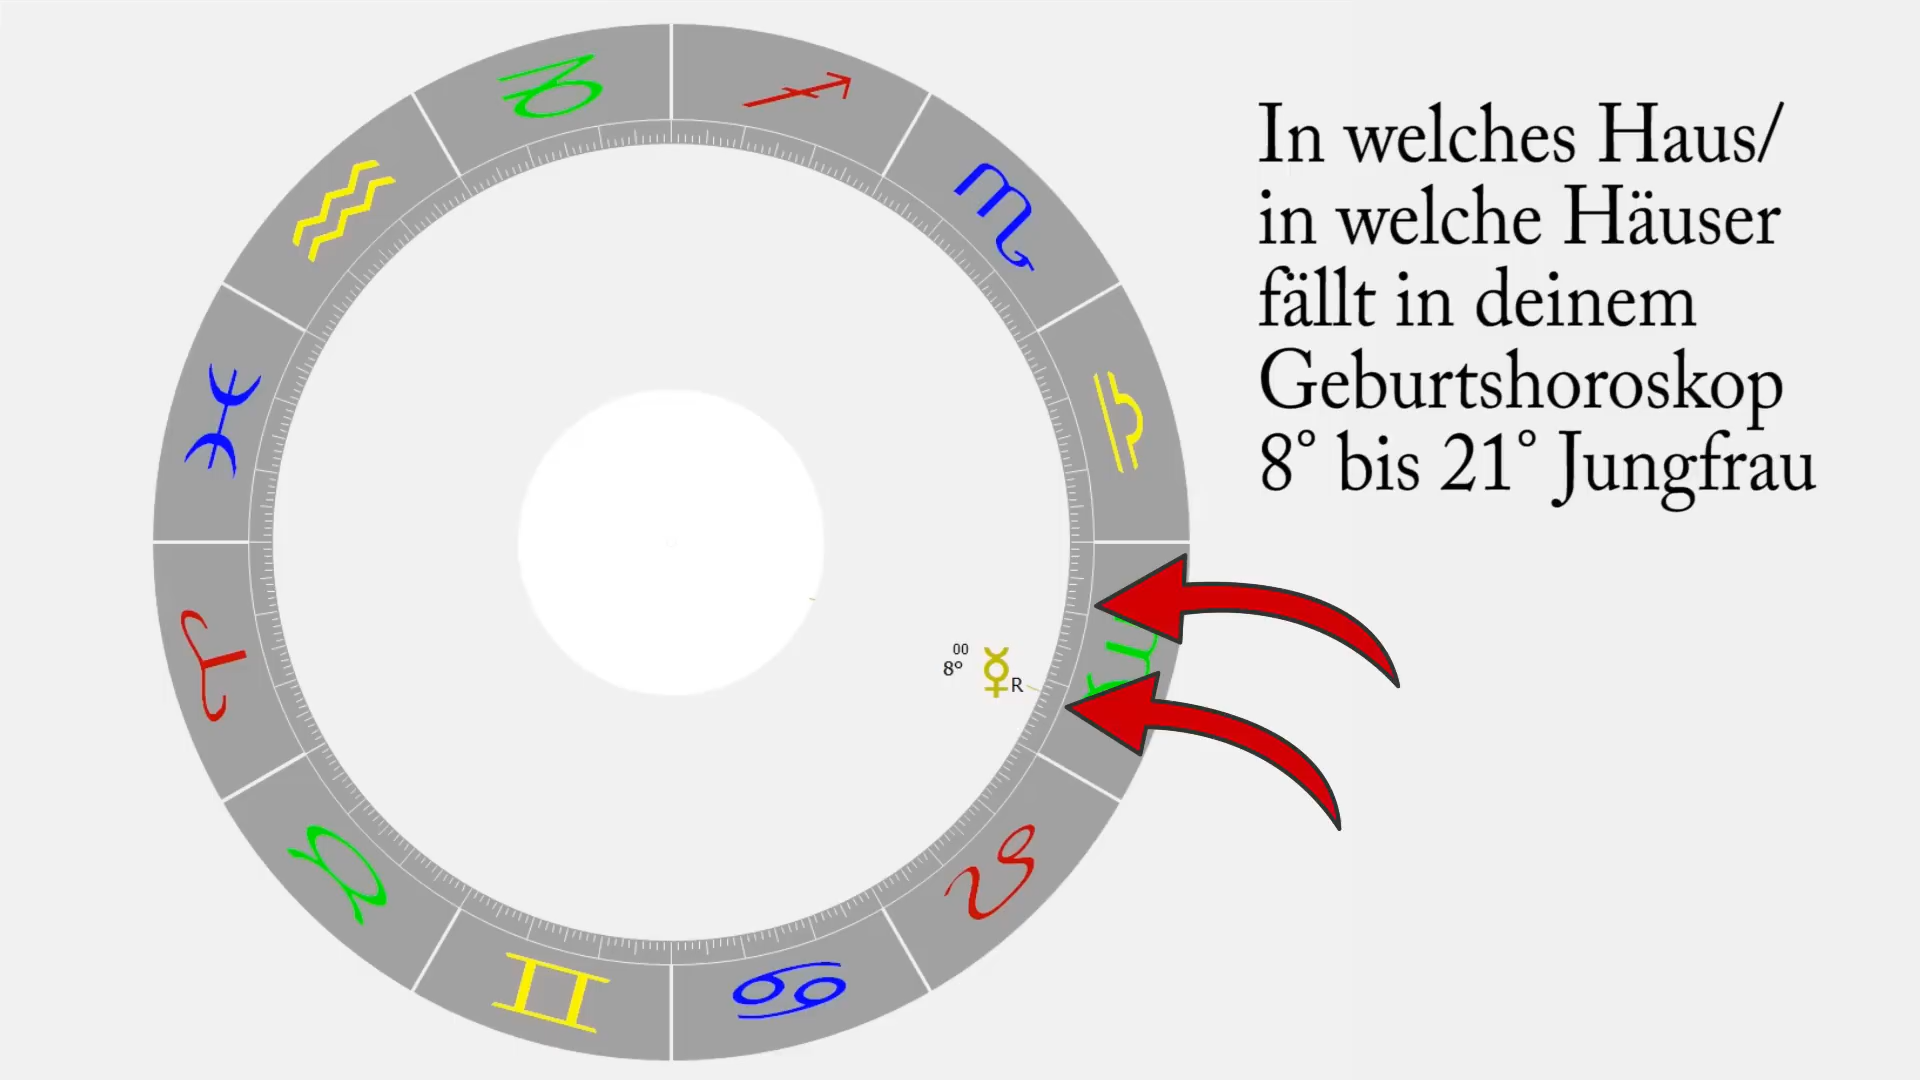 In welches Haus/
in welche Häuser
fällt in deinem
Geburtshoroskop
8° bis 21° Jungfrau
00
8°
R